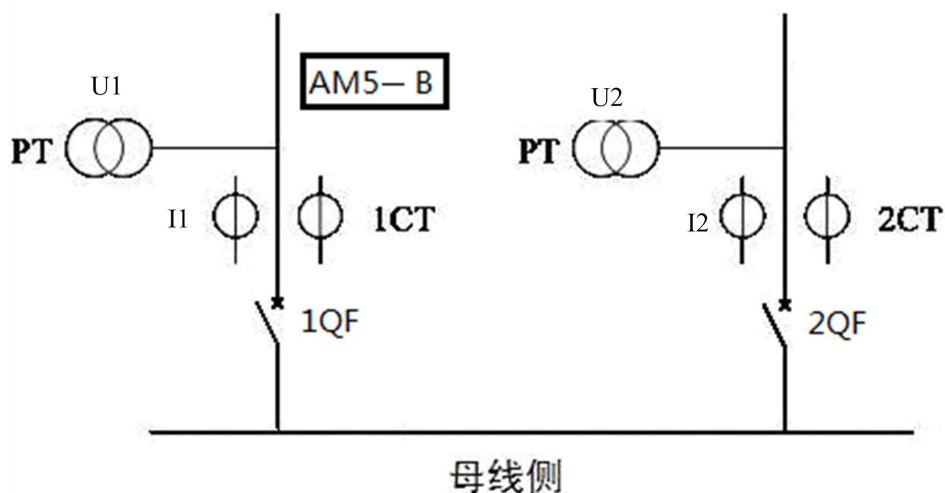 U1
AM5— B
PT
I1
1CT
1QF
U2
PT
I2
2CT
2QF
母线侧